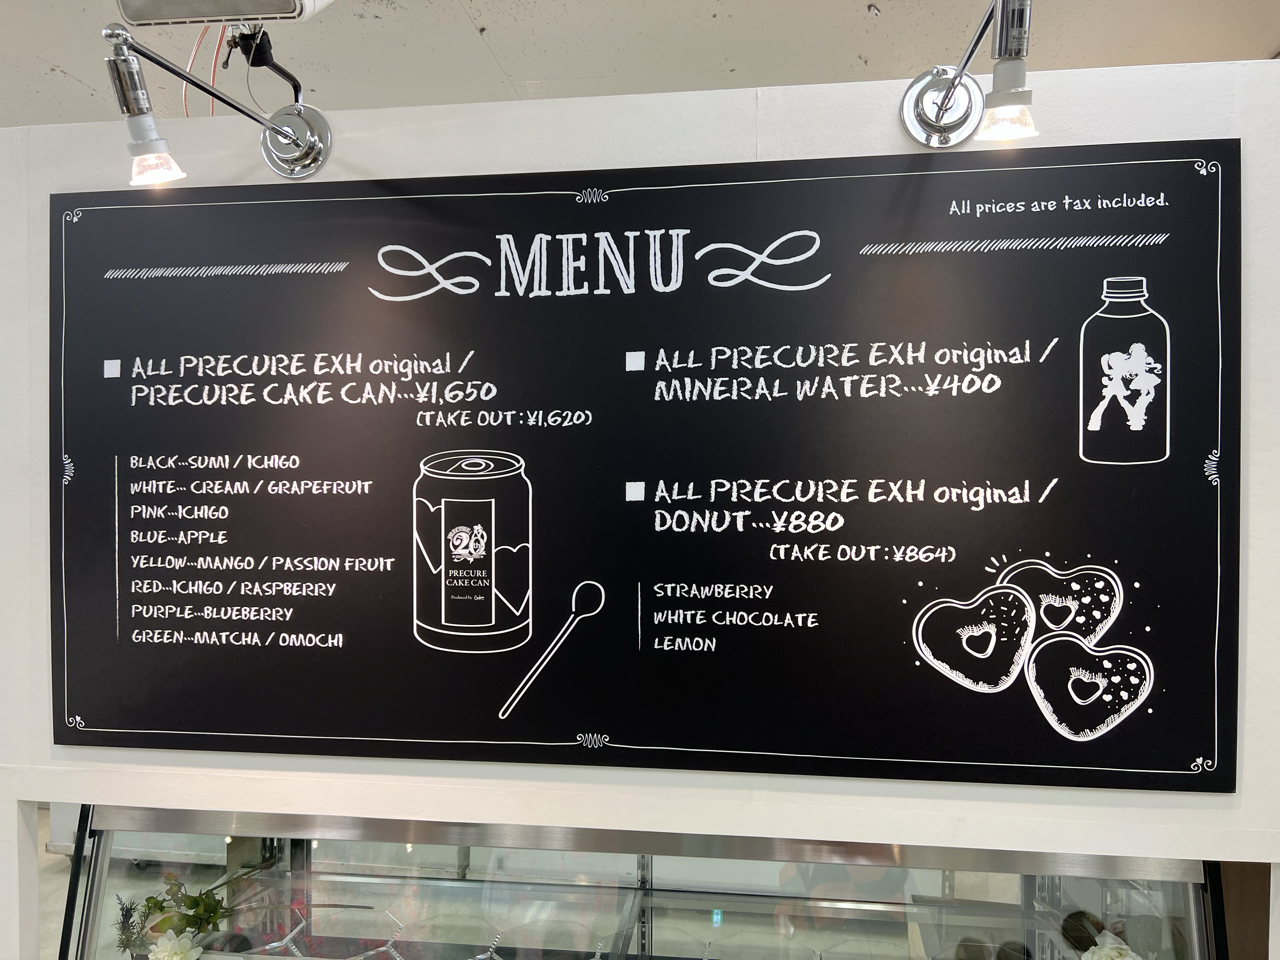 All prices are tax included.
MENU
■ ALL PRECURE EXH original /
PRECURE CAKE CAN…¥1,650
(TAKE OUT:¥1,620)
BLACK…SUMI / ICHIGO
WHITE… CREAM / GRAPEFRUIT
PINK…ICHIGO
BLUE…APPLE
YELLOW…MANGO / PASSION FRUIT
RED…ICHIGO / RASPBERRY
PURPLE…BLUEBERRY
GREEN…MATCHA / OMOCHI
20
PRECURE
CAKE CAN
Produced by
■ ALL PRECURE EXH original /
MINERAL WATER…¥400
■ ALL PRECURE EXH original /
DONUT…¥880
(TAKE OUT:¥864)
STRAWBERRY
WHITE CHOCOLATE
LEMON